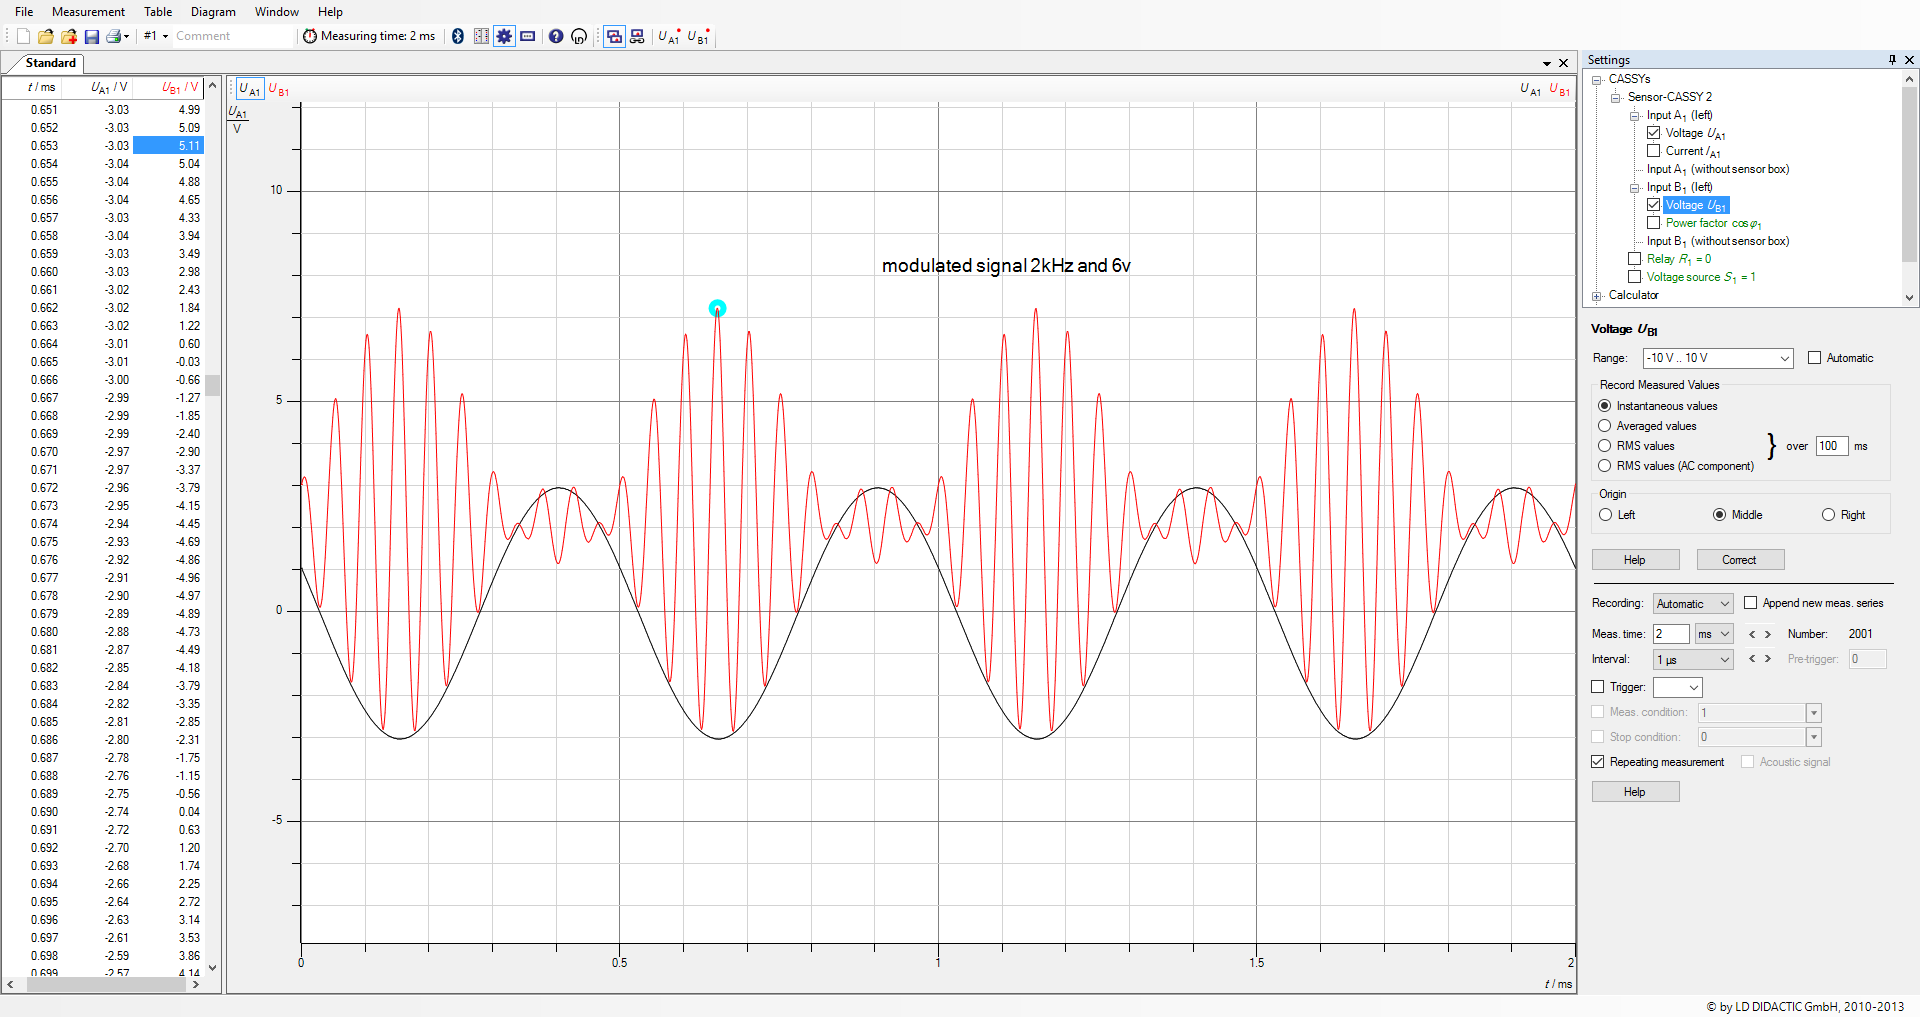 File Measurement Table Diagram Window Help
#1 Comment Measuring time: 2 ms UA1 UB1
Standard
Settings
t / ms UA1 / V UB1 / V
0.651 -3.03 4.99
0.652 -3.03 5.09
0.653 -3.03 5.11
0.654 -3.04 5.04
0.655 -3.04 4.88
0.656 -3.04 4.65
0.657 -3.03 4.33
0.658 -3.04 3.94
0.659 -3.03 3.49
0.660 -3.03 2.98
0.661 -3.02 2.43
0.662 -3.02 1.84
0.663 -3.02 1.22
0.664 -3.01 0.60
0.665 -3.01 -0.03
0.666 -3.00 -0.66
0.667 -2.99 -1.27
0.668 -2.99 -1.85
0.669 -2.99 -2.40
0.670 -2.97 -2.90
0.671 -2.97 -3.37
0.672 -2.96 -3.79
0.673 -2.95 -4.15
0.674 -2.94 -4.45
0.675 -2.93 -4.69
0.676 -2.92 -4.86
0.677 -2.91 -4.96
0.678 -2.90 -4.97
0.679 -2.89 -4.89
0.680 -2.88 -4.73
0.681 -2.87 -4.49
0.682 -2.85 -4.18
0.683 -2.84 -3.79
0.684 -2.82 -3.35
0.685 -2.81 -2.85
0.686 -2.80 -2.31
0.687 -2.78 -1.75
0.688 -2.76 -1.15
0.689 -2.75 -0.56
0.690 -2.74 0.04
0.691 -2.72 0.63
0.692 -2.70 1.20
0.693 -2.68 1.74
0.694 -2.66 2.25
0.695 -2.64 2.72
0.696 -2.63 3.14
0.697 -2.61 3.53
0.698 -2.59 3.86
0.699 -2.57 4.14
UA1 UB1
UA1 UB1
UA1
V
10
5
0
-5
modulated signal 2kHz and 6v
0 0.5 1 1.5 2
t / ms
CASSYs
Sensor-CASSY 2
Input A1 (left)
Voltage UA1
Current IA1
Input A1 (without sensor box)
Input B1 (left)
Voltage UB1
Power factor cosφ1
Input B1 (without sensor box)
Relay R1 = 0
Voltage source S1 = 1
Calculator
Voltage UB1
Range: -10 V .. 10 V Automatic
Record Measured Values
Instantaneous values
Averaged values
RMS values } over 100 ms
RMS values (AC component)
Origin
Left Middle Right
Help Correct
Recording: Automatic Append new meas. series
Meas. time: 2 ms < > Number: 2001
Interval: 1 µs < > Pre-trigger: 0
Trigger:
Meas. condition: 1
Stop condition: 0
Repeating measurement Acoustic signal
Help
© by LD DIDACTIC GmbH, 2010-2013